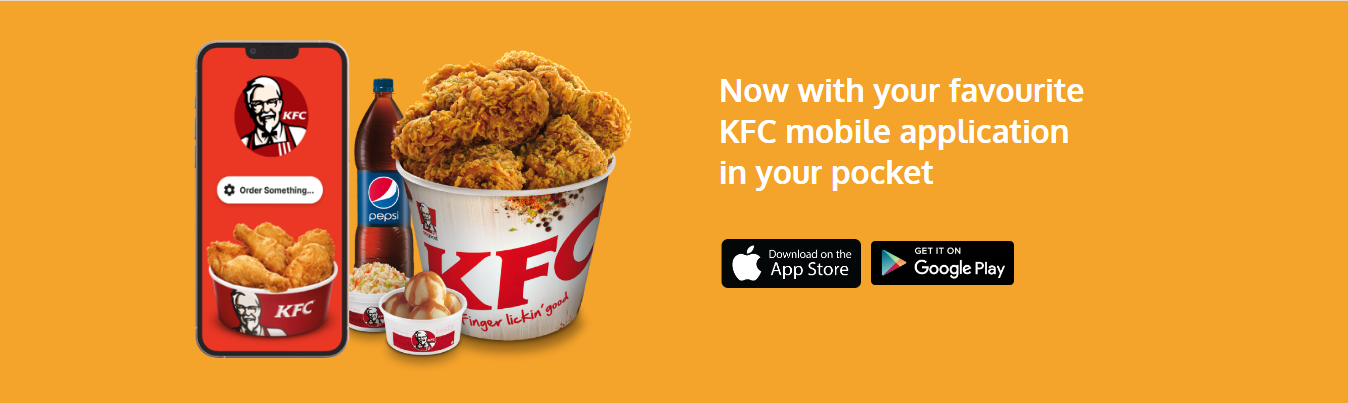 KFC
Order Something...
KFC
pepsi
KFC
Finger lickin' good
Now with your favourite
KFC mobile application
in your pocket
Download on the
App Store
GET IT ON
Google Play